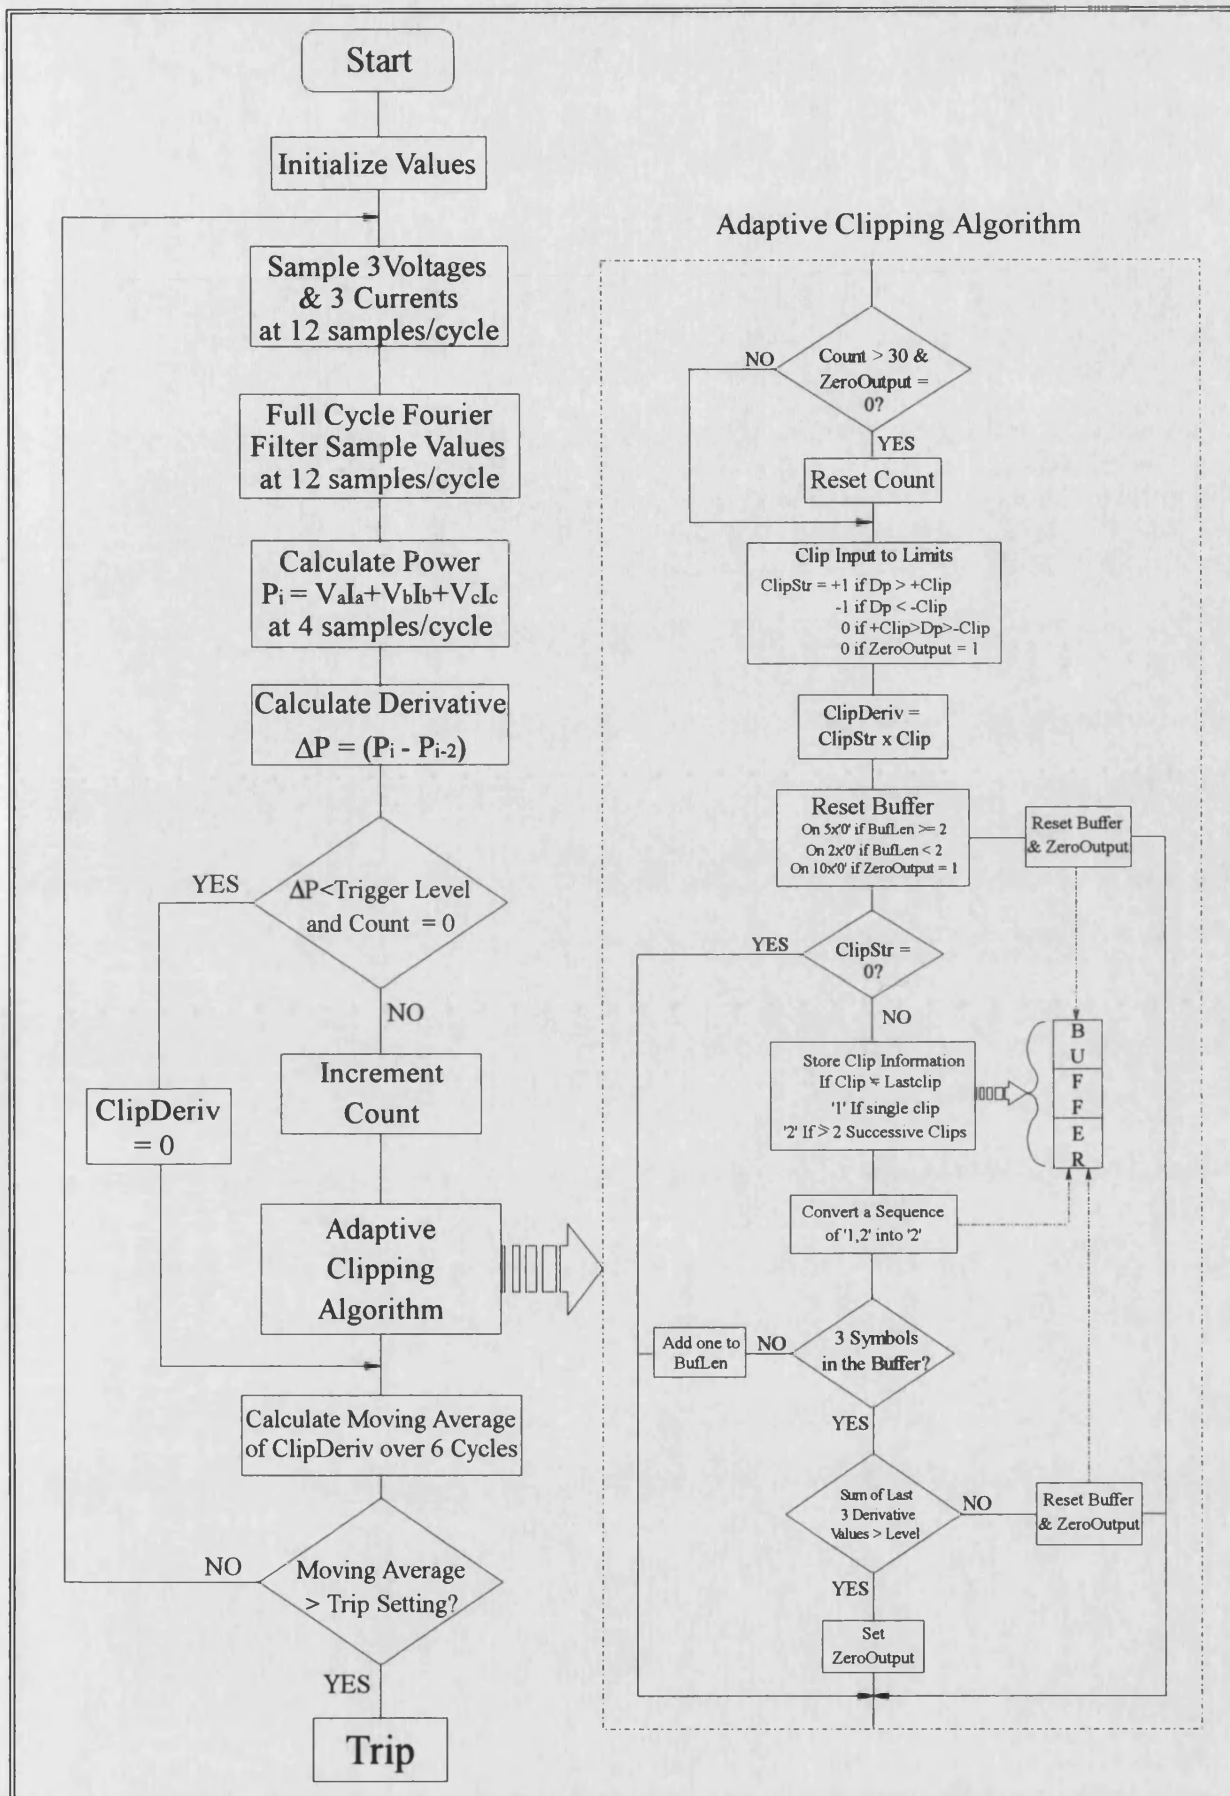 Start
Initialize Values
Sample 3 Voltages
& 3 Currents
at 12 samples/cycle
Full Cycle Fourier
Filter Sample Values
at 12 samples/cycle
Calculate Power
Pi = VaIa+VbIb+VcIc
at 4 samples/cycle
Calculate Derivative
ΔP = (Pi - Pi-2)
YES
ΔP<Trigger Level
and Count = 0
NO
Increment
Count
ClipDeriv
= 0
Adaptive
Clipping
Algorithm
Calculate Moving Average
of ClipDeriv over 6 Cycles
NO
Moving Average
> Trip Setting?
YES
Trip
Adaptive Clipping Algorithm
NO
Count > 30 &
ZeroOutput =
0?
YES
Reset Count
Clip Input to Limits
ClipStr = +1 if Dp > +Clip
-1 if Dp < -Clip
0 if +Clip>Dp>-Clip
0 if ZeroOutput = 1
ClipDeriv =
ClipStr x Clip
Reset Buffer
On 5x'0' if BufLen >= 2
On 2x'0' if BufLen < 2
On 10x'0' if ZeroOutput = 1
Reset Buffer
& ZeroOutput
YES
ClipStr =
0?
NO
Store Clip Information
If Clip ≠ Lastclip
'1' If single clip
'2' If ≥ 2 Successive Clips
B
U
F
F
E
R
Convert a Sequence
of '1,2' into '2'
Add one to
BufLen
NO
3 Symbols
in the Buffer?
YES
Sum of Last
3 Derivative
Values > Level
NO
Reset Buffer
& ZeroOutput
YES
Set
ZeroOutput